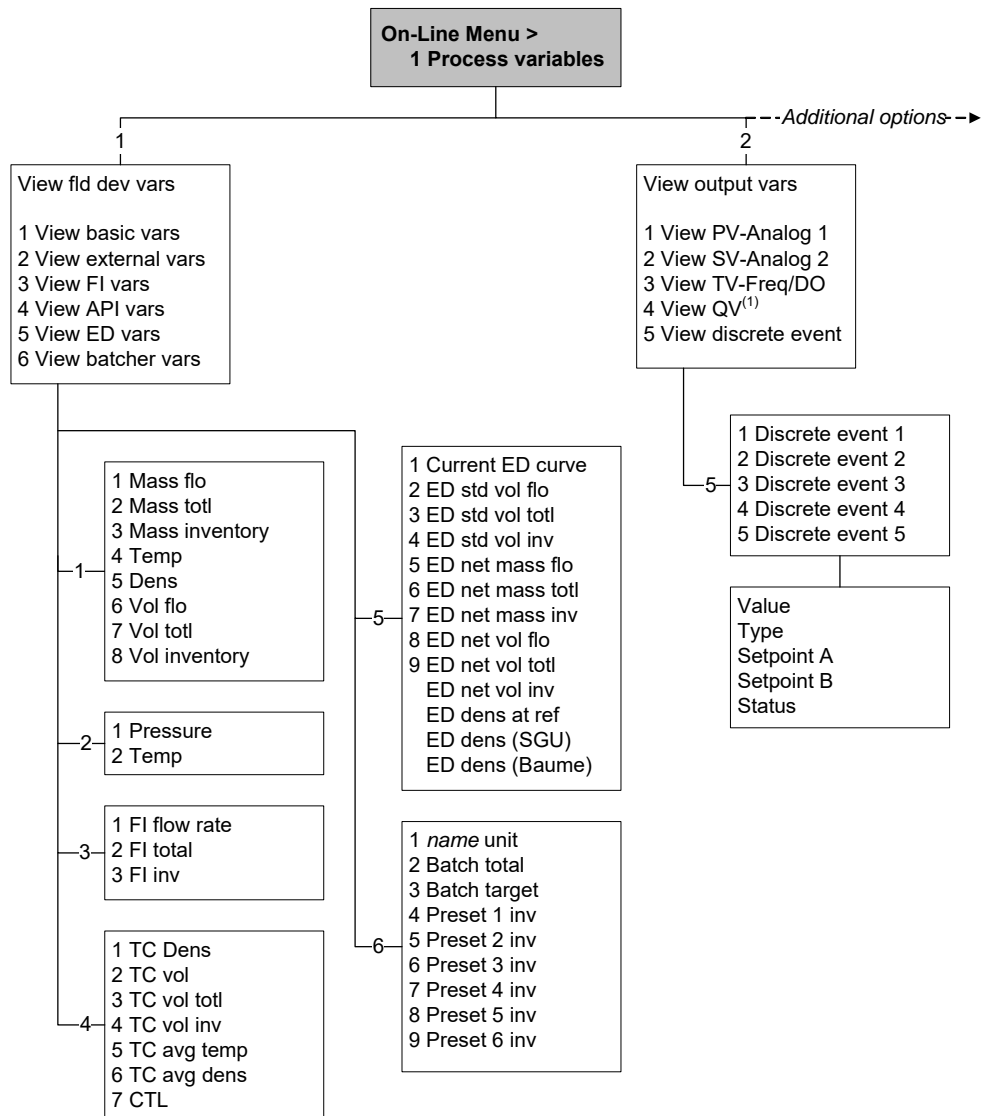 On-Line Menu >
1 Process variables
Additional options
1
2
View fld dev vars
1 View basic vars
2 View external vars
3 View FI vars
4 View API vars
5 View ED vars
6 View batcher vars
View output vars
1 View PV-Analog 1
2 View SV-Analog 2
3 View TV-Freq/DO
4 View QV(1)
5 View discrete event
1
1 Mass flo
2 Mass totl
3 Mass inventory
4 Temp
5 Dens
6 Vol flo
7 Vol totl
8 Vol inventory
2
1 Pressure
2 Temp
3
1 FI flow rate
2 FI total
3 FI inv
4
1 TC Dens
2 TC vol
3 TC vol totl
4 TC vol inv
5 TC avg temp
6 TC avg dens
7 CTL
5
1 Current ED curve
2 ED std vol flo
3 ED std vol totl
4 ED std vol inv
5 ED net mass flo
6 ED net mass totl
7 ED net mass inv
8 ED net vol flo
9 ED net vol totl
ED net vol inv
ED dens at ref
ED dens (SGU)
ED dens (Baume)
6
1 name unit
2 Batch total
3 Batch target
4 Preset 1 inv
5 Preset 2 inv
6 Preset 3 inv
7 Preset 4 inv
8 Preset 5 inv
9 Preset 6 inv
5
1 Discrete event 1
2 Discrete event 2
3 Discrete event 3
4 Discrete event 4
5 Discrete event 5
Value
Type
Setpoint A
Setpoint B
Status